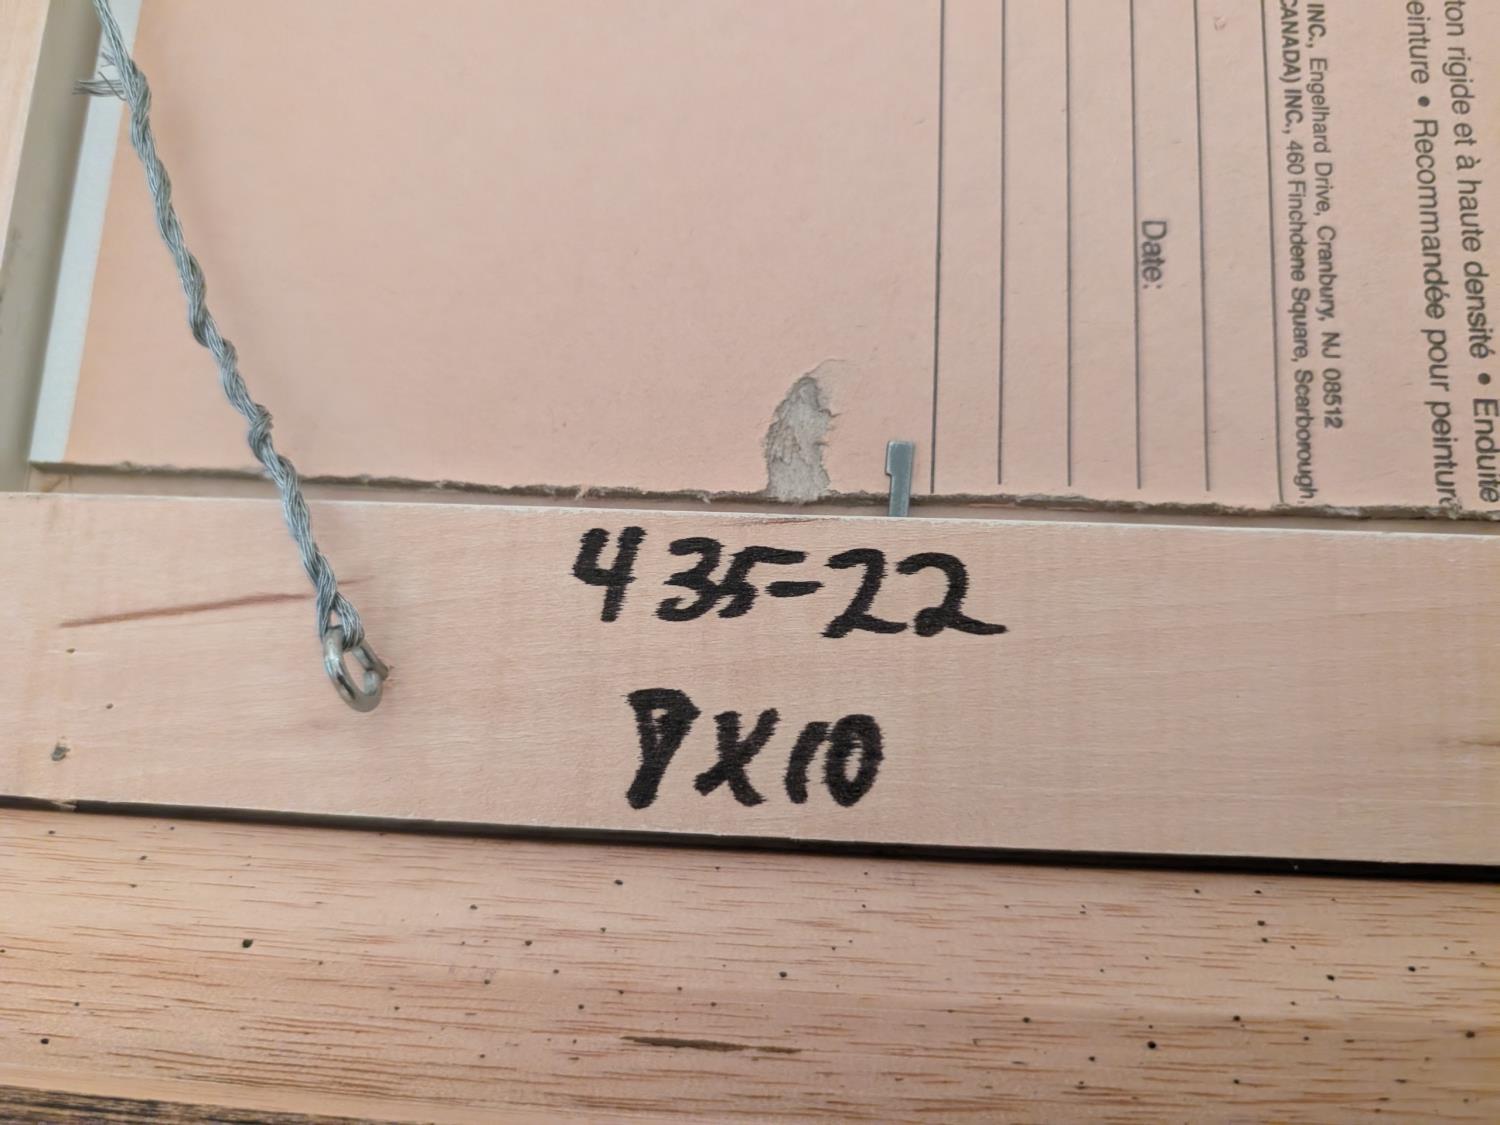 ton rigide et à haute densité • Enduite
einture • Recommandée pour peinture
INC., Engelhard Drive, Cranbury, NJ 08512
CANADA) INC., 460 Finchdene Square, Scarborough,
Date:
435-22
8X10